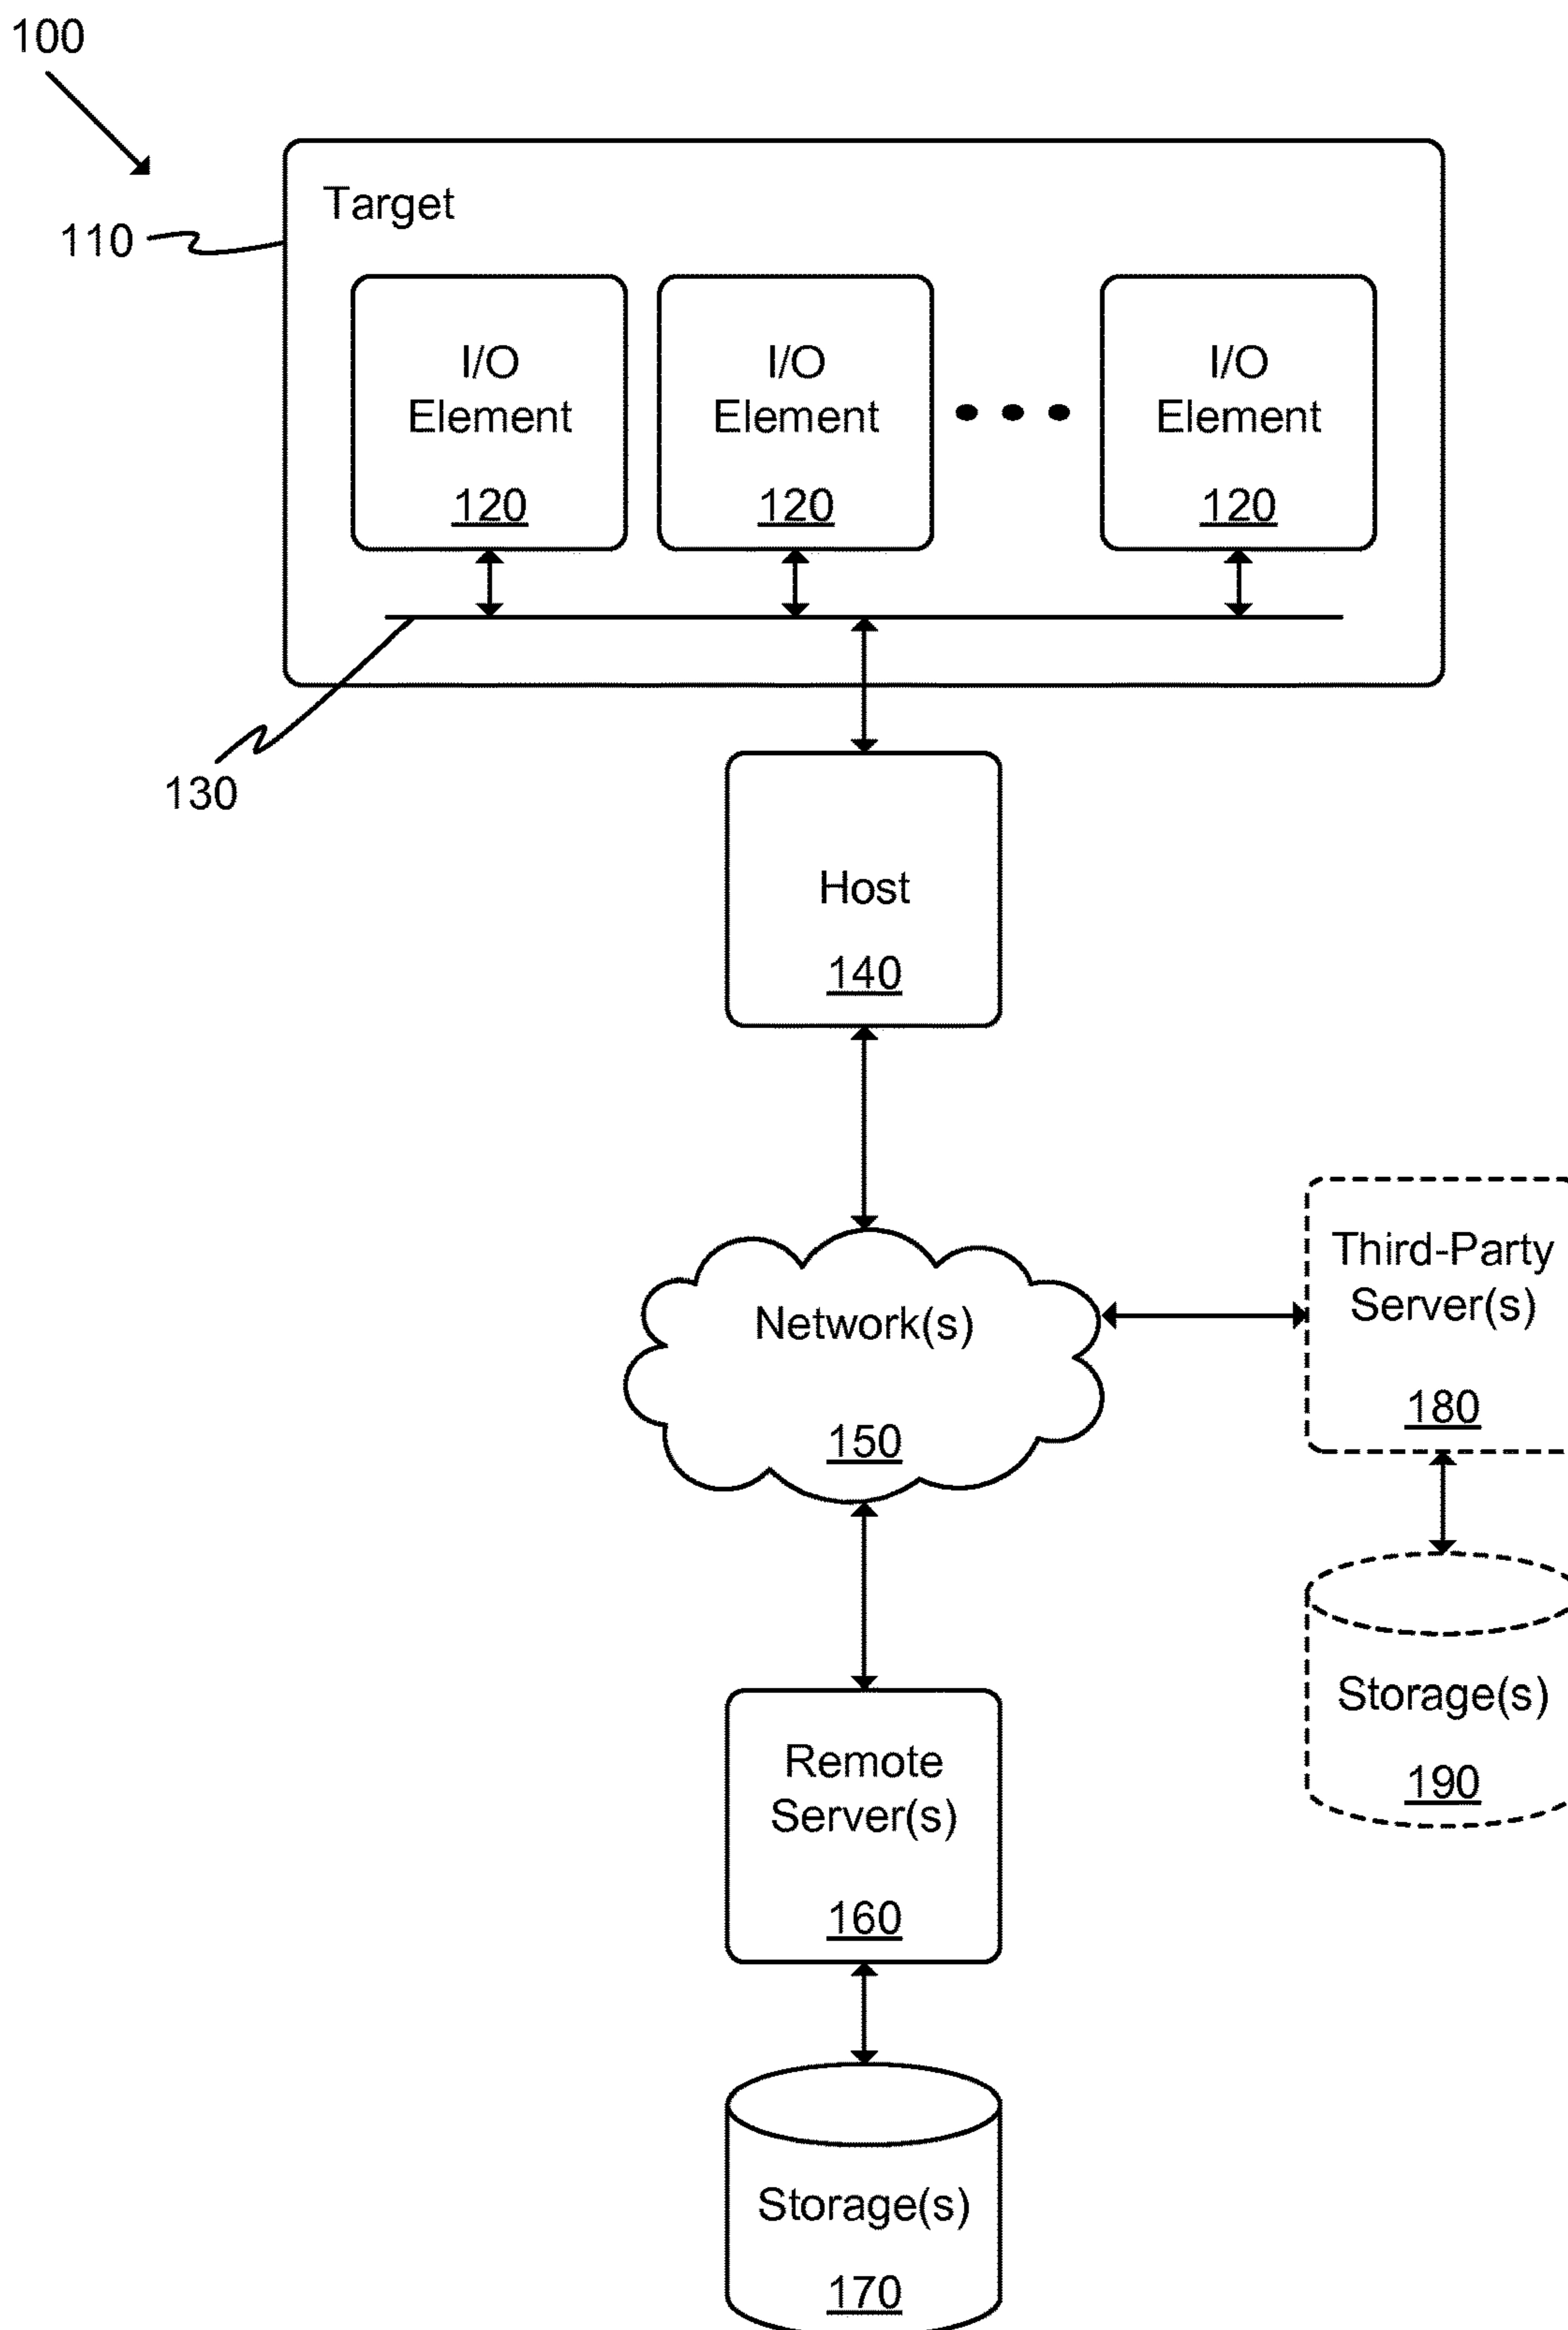 100
Target
110
I/O
Element
120
I/O
Element
120
I/O
Element
120
130
Host
140
Network(s)
150
Third-Party
Server(s)
180
Storage(s)
190
Remote
Server(s)
160
Storage(s)
170